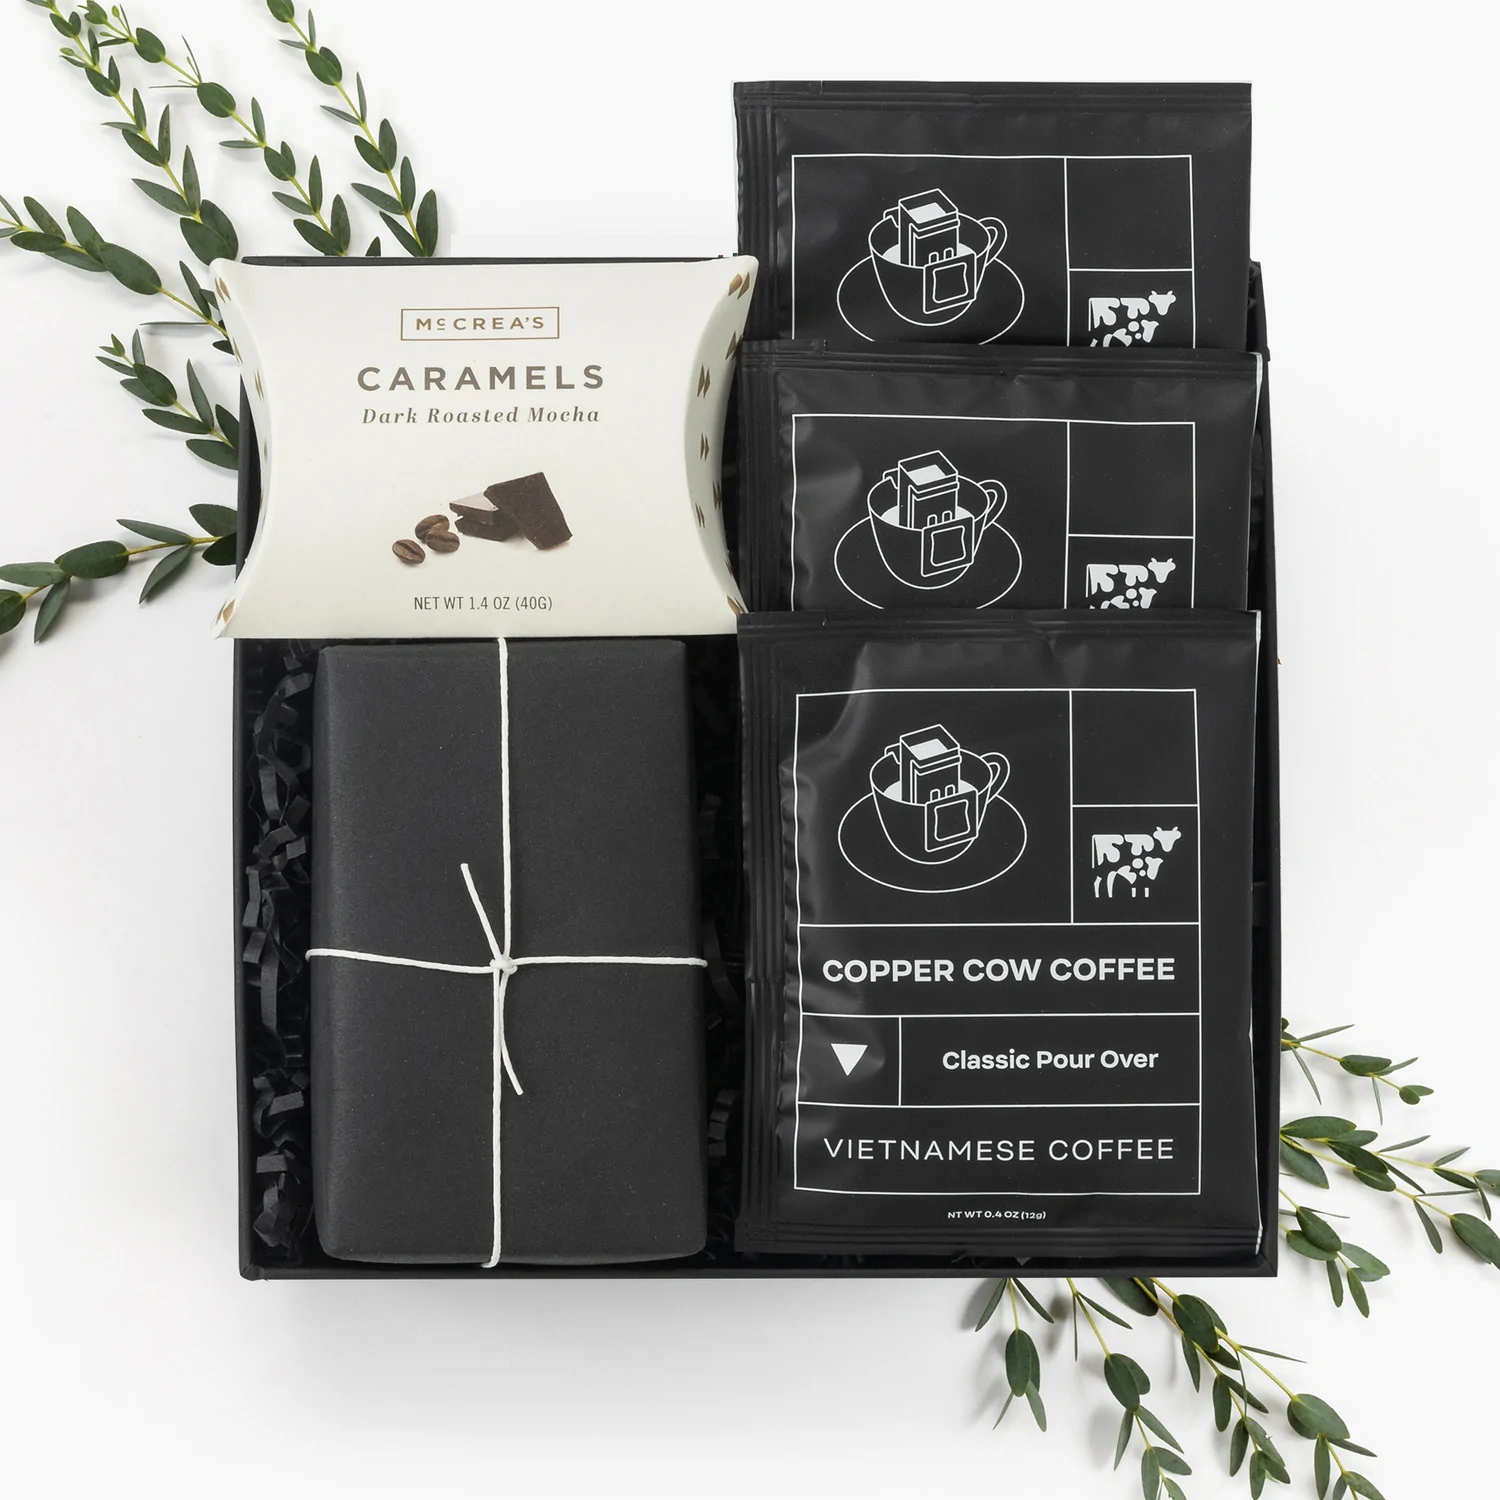 McCREA'S
CARAMELS
Dark Roasted Mocha
NET WT 1.4 OZ (40G)
COPPER COW COFFEE
Classic Pour Over
VIETNAMESE COFFEE
NT WT 0.4 OZ (12g)